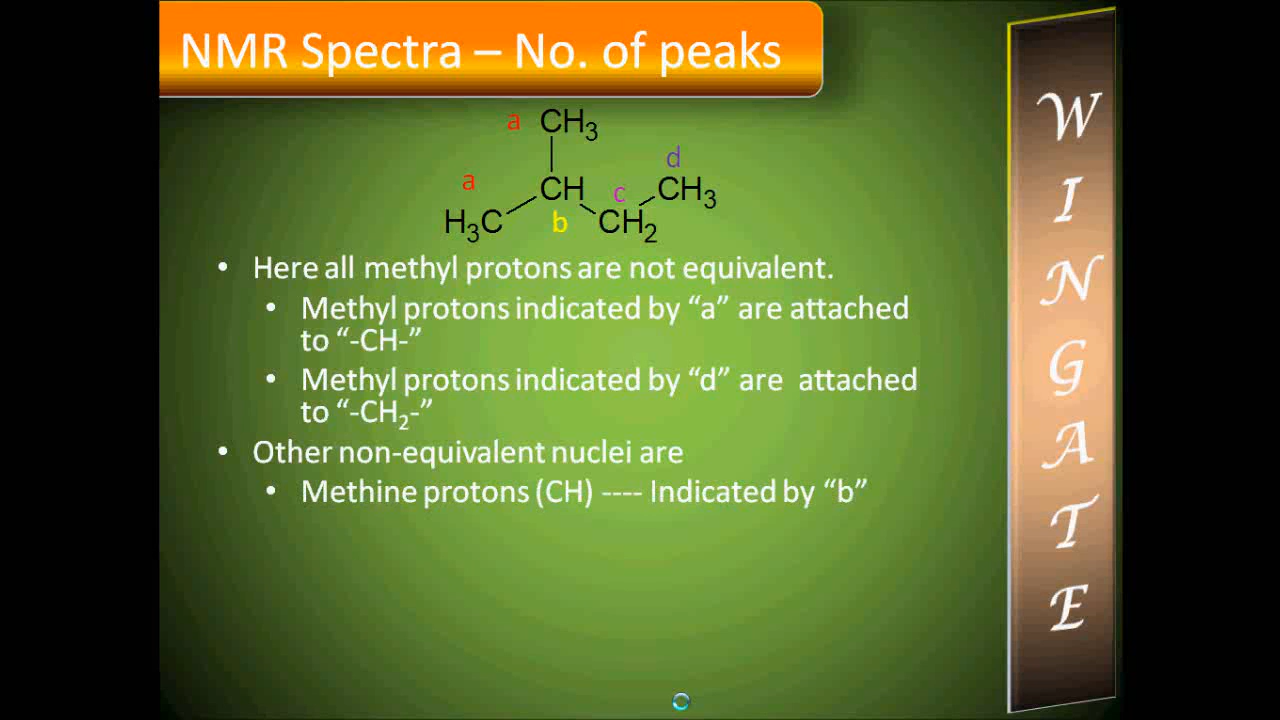 NMR Spectra – No. of peaks
a CH₃
d
a CH c CH₃
H₃C b CH₂
• Here all methyl protons are not equivalent.
• Methyl protons indicated by “a” are attached
to “-CH-”
• Methyl protons indicated by “d” are attached
to “-CH₂-”
• Other non-equivalent nuclei are
• Methine protons (CH) ---- Indicated by “b”
W
I
N
G
A
T
E